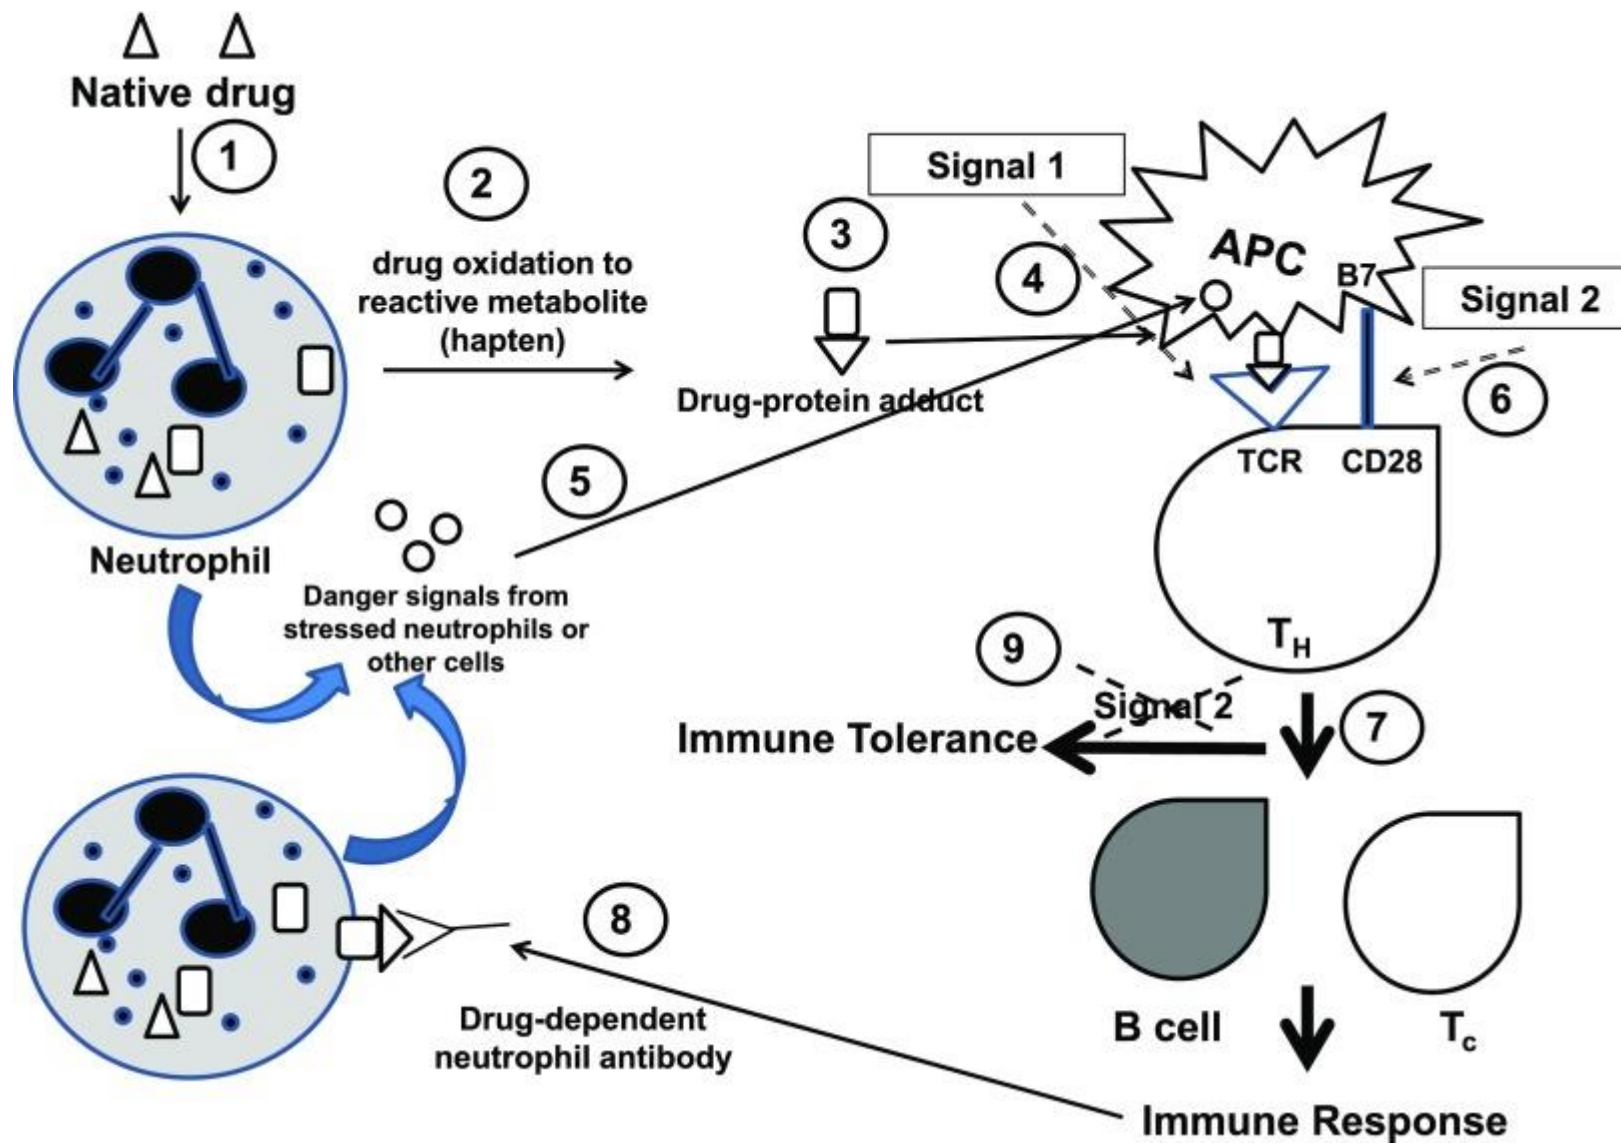 Native drug
1
2
drug oxidation to
reactive metabolite
(hapten)
Neutrophil
3
Drug-protein adduct
Signal 1
4
APC
B7
Signal 2
6
TCR
CD28
T_H
5
Danger signals from
stressed neutrophils or
other cells
9
Signal 2
Immune Tolerance
7
B cell
T_c
Immune Response
8
Drug-dependent
neutrophil antibody